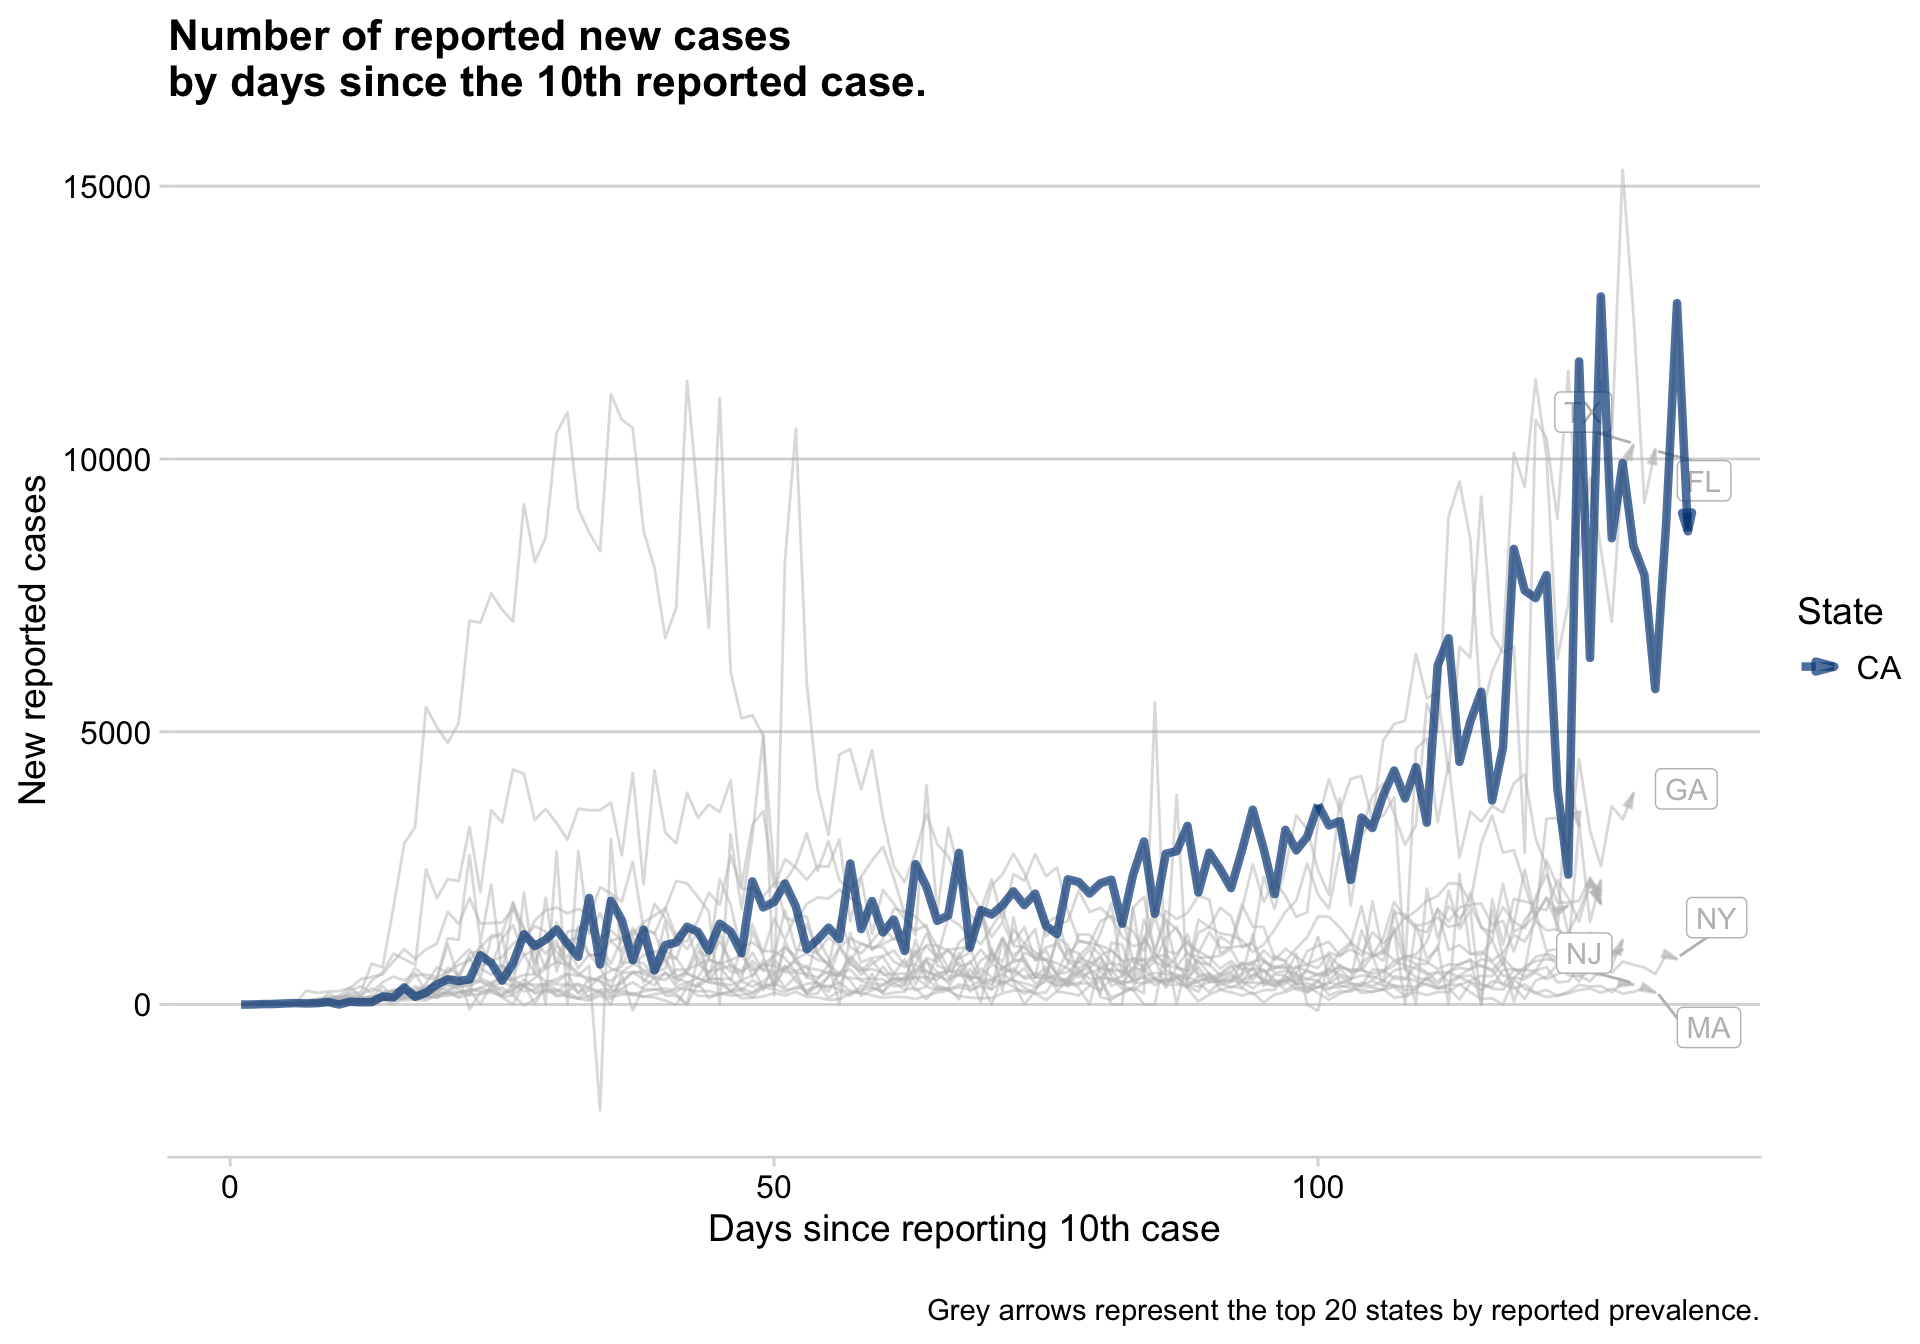 Number of reported new cases
by days since the 10th reported case.
15000
10000
5000
0
New reported cases
TX
FL
GA
NY
NJ
MA
State
CA
0
50
100
Days since reporting 10th case
Grey arrows represent the top 20 states by reported prevalence.